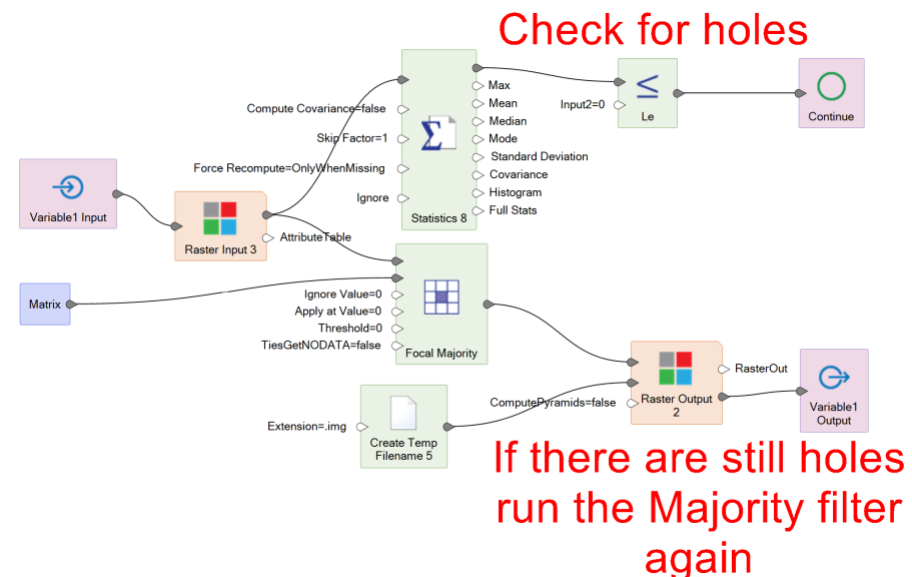 Check for holes
Max
Mean
Median
Mode
Standard Deviation
Covariance
Histogram
Full Stats
Compute Covariance=false
Skip Factor=1
Force Recompute=OnlyWhenMissing
Ignore
Statistics 8
Input2=0
≤
Le
Continue
Variable1 Input
Raster Input 3
AttributeTable
Matrix
Ignore Value=0
Apply at Value=0
Threshold=0
TiesGetNODATA=false
Focal Majority
Extension=.img
Create Temp
Filename 5
ComputePyramids=false
Raster Output
2
RasterOut
Variable1
Output
If there are still holes
run the Majority filter
again